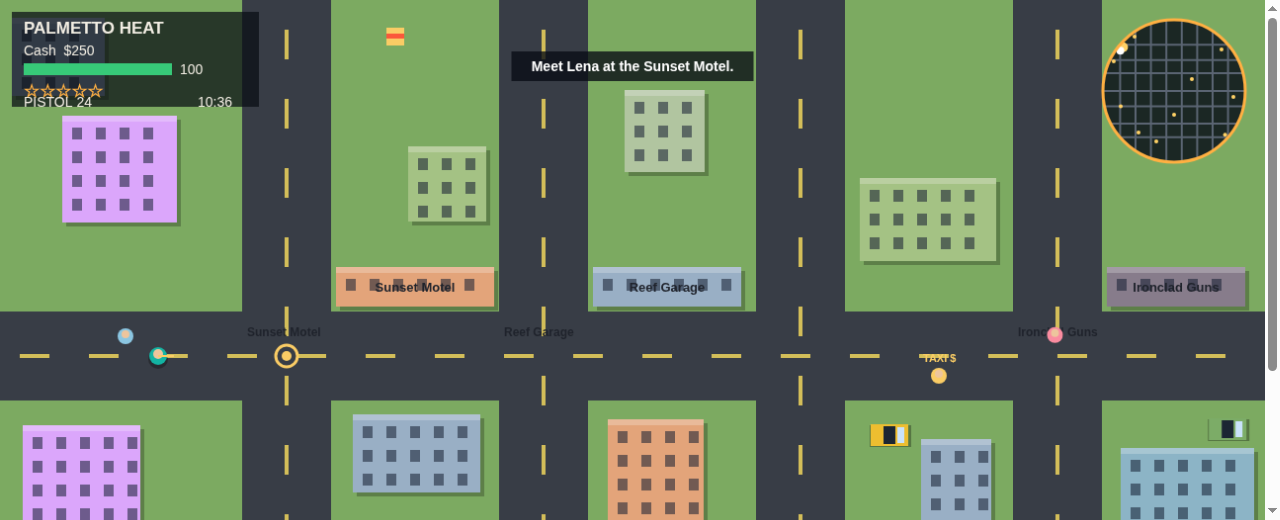 PALMETTO HEAT
Cash $250
100
PISTOL 24 10:36
Meet Lena at the Sunset Motel.
Sunset Motel
Reef Garage
Ironclad Guns
Sunset Motel
Reef Garage
Ironclad Guns
TAXI $